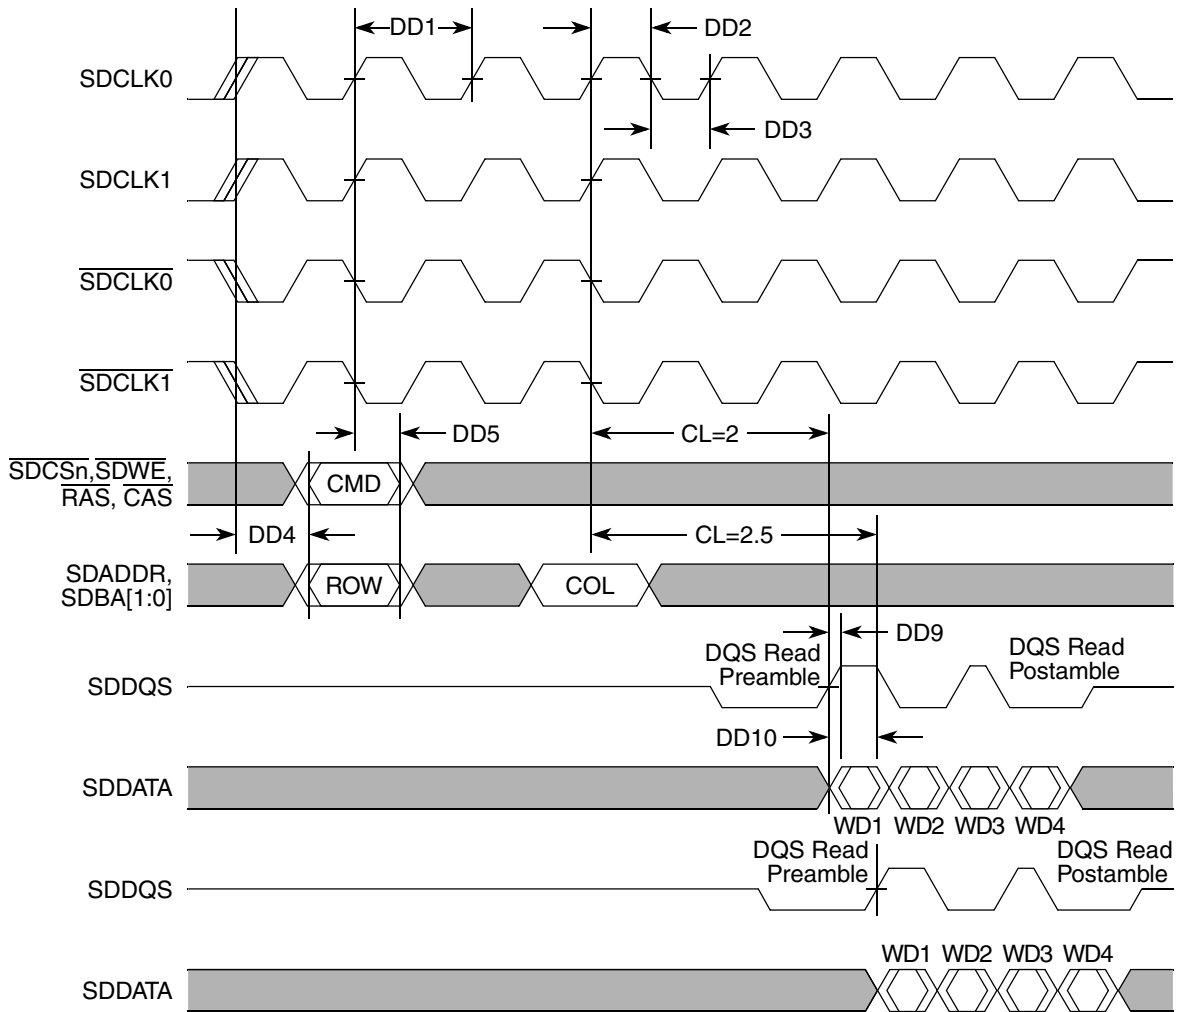 DD1
DD2
SDCLK0
DD3
SDCLK1
SDCLK0
SDCLK1
DD5
CL=2
SDCSn,SDWE,
RAS, CAS
CMD
DD4
CL=2.5
SDADDR,
SDBA[1:0]
ROW
COL
DD9
DQS Read
Preamble
DQS Read
Postamble
SDDQS
DD10
SDDATA
WD1 WD2 WD3 WD4
DQS Read
Preamble
DQS Read
Postamble
SDDQS
WD1 WD2 WD3 WD4
SDDATA